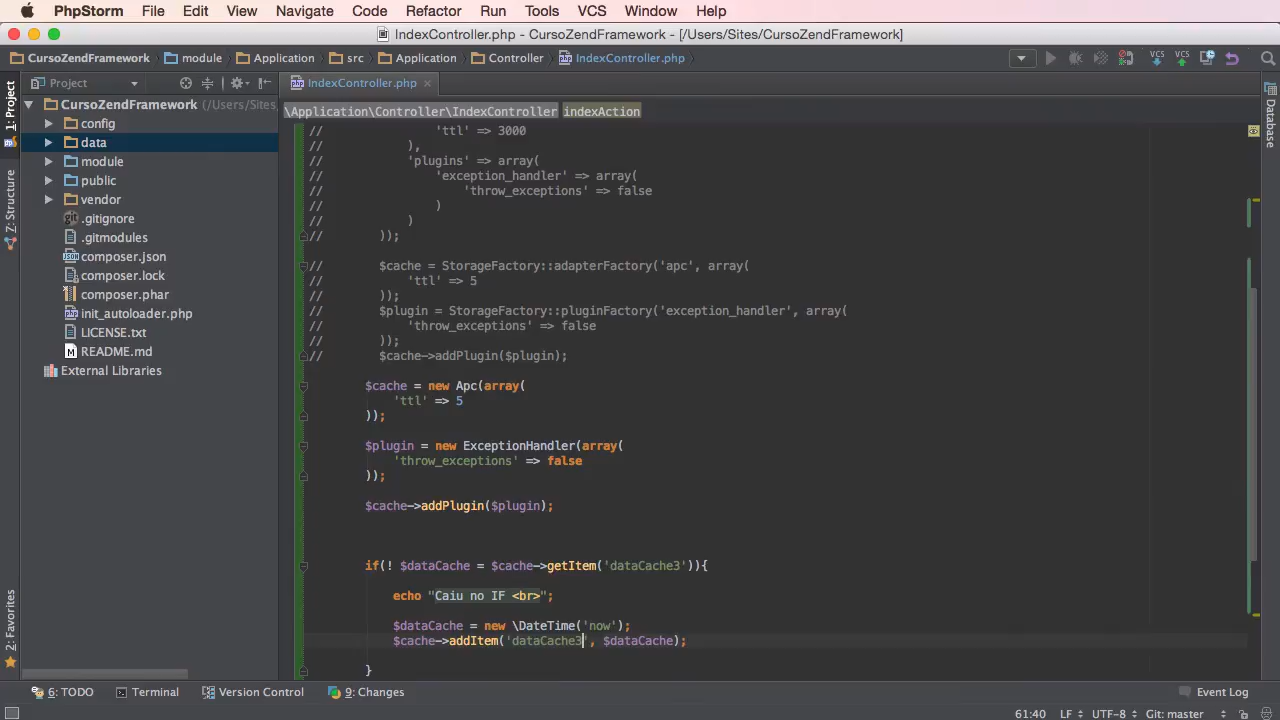 PhpStorm File Edit View Navigate Code Refactor Run Tools VCS Window Help
IndexController.php - CursoZendFramework - [/Users/Sites/CursoZendFramework]
CursoZendFramework module Application src Application Controller IndexController.php VCS VCS
1: Project
Z: Structure
2: Favorites
Project
CursoZendFramework (/Users/Sites
config
data
module
public
vendor
.gitignore
.gitmodules
composer.json
composer.lock
composer.phar
init_autoloader.php
LICENSE.txt
README.md
External Libraries
IndexController.php
\Application\Controller\IndexController indexAction
// 'ttl' => 3000
// ),
// 'plugins' => array(
// 'exception_handler' => array(
// 'throw_exceptions' => false
// )
// )
// ));
// $cache = StorageFactory::adapterFactory('apc', array(
// 'ttl' => 5
// ));
// $plugin = StorageFactory::pluginFactory('exception_handler', array(
// 'throw_exceptions' => false
// ));
// $cache->addPlugin($plugin);
$cache = new Apc(array(
'ttl' => 5
));
$plugin = new ExceptionHandler(array(
'throw_exceptions' => false
));
$cache->addPlugin($plugin);
if(! $dataCache = $cache->getItem('dataCache3')){
echo "Caiu no IF <br>";
$dataCache = new \DateTime('now');
$cache->addItem('dataCache3', $dataCache);
}
Database
6: TODO Terminal Version Control 9: Changes Event Log
61:40 LF UTF-8 Git: master